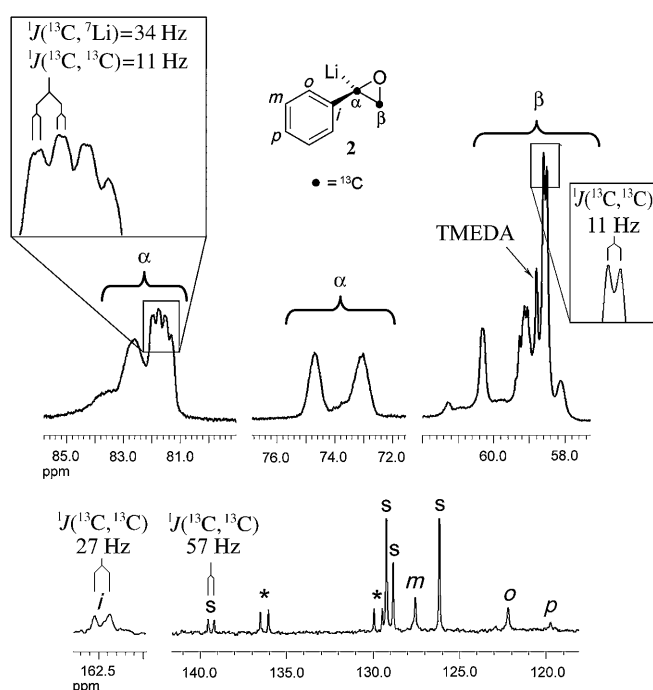 ¹J(¹³C, ⁷Li)=34 Hz
¹J(¹³C, ¹³C)=11 Hz
Li
O
α
β
o
m
i
p
2
● = ¹³C
β
¹J(¹³C,¹³C)
11 Hz
TMEDA
α
α
85.0 83.0 81.0
ppm
76.0 74.0 72.0
60.0 58.0
¹J(¹³C,¹³C)
27 Hz
i
¹J(¹³C,¹³C)
57 Hz
s
*
*
s
s
m
s
o
p
162.5
ppm
140.0 135.0 130.0 125.0 120.0